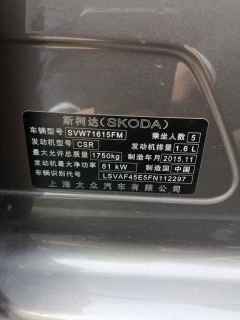 斯柯达(SKODA)
车辆型号 SVW71615FM 乘坐人数 5
发动机型号 CSR 发动机排量 1.6 L
最大允许总质量 1750kg 制造年月 2015.11
发动机最大净功率 81 kW 制造国 中国
车辆识别代号 LSVAF45E5FN112297
上海大众汽车有限公司